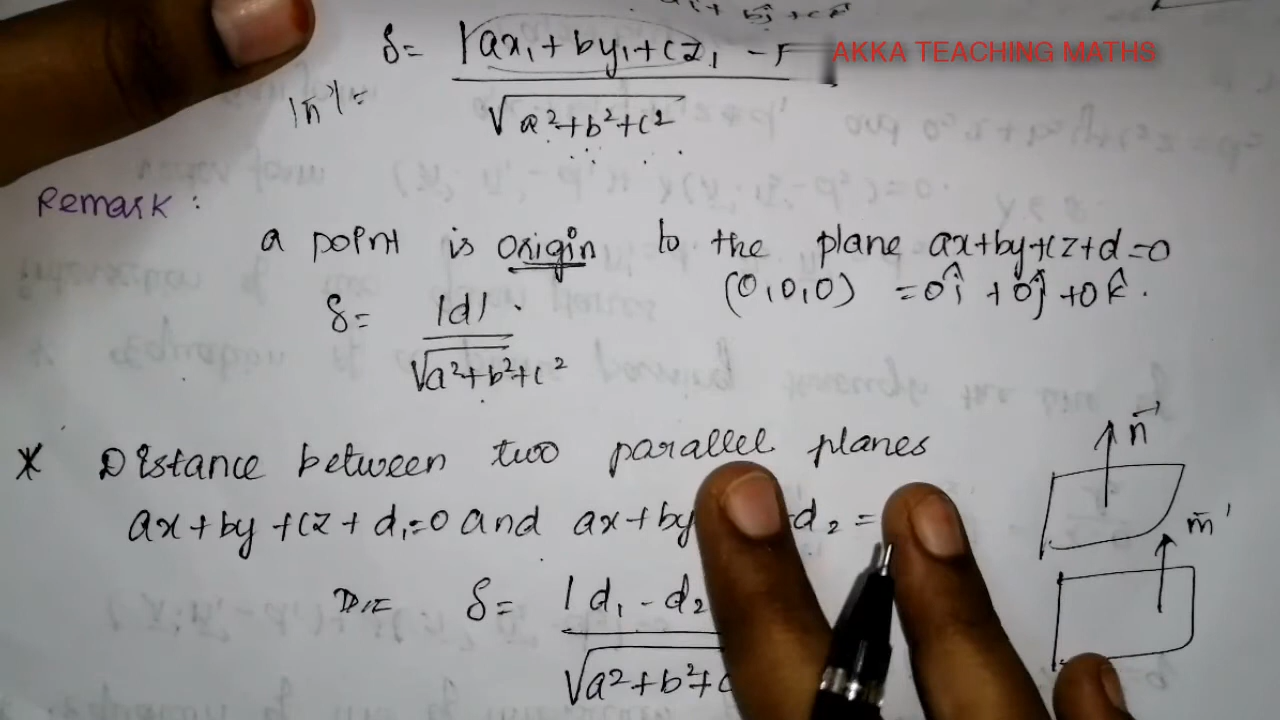 δ= |ax₁+by₁+cz₁ -
AKKA TEACHING MATHS
|n⃗|= √a²+b²+c²
Remark:
a point is origin to the plane ax+by+cz+d=0
(0,0,0) =0î+0ĵ+0k̂.
δ= |d|
√a²+b²+c²
* Distance between two parallel planes
n⃗
ax+by+cz+d₁=0 and ax+by d₂=
m⃗
δ= |d₁-d₂
√a²+b²+c